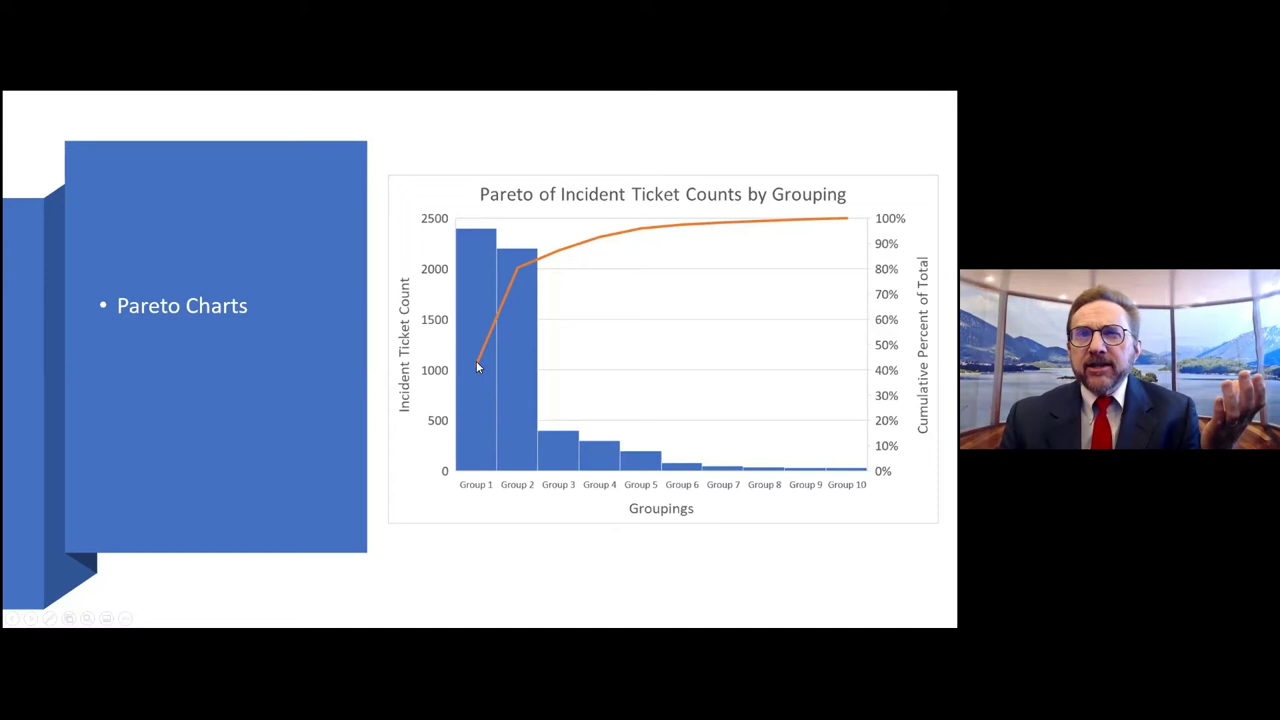 • Pareto Charts
Pareto of Incident Ticket Counts by Grouping
2500
2000
1500
1000
500
0
Incident Ticket Count
100%
90%
80%
70%
60%
50%
40%
30%
20%
10%
0%
Cumulative Percent of Total
Group 1 Group 2 Group 3 Group 4 Group 5 Group 6 Group 7 Group 8 Group 9 Group 10
Groupings